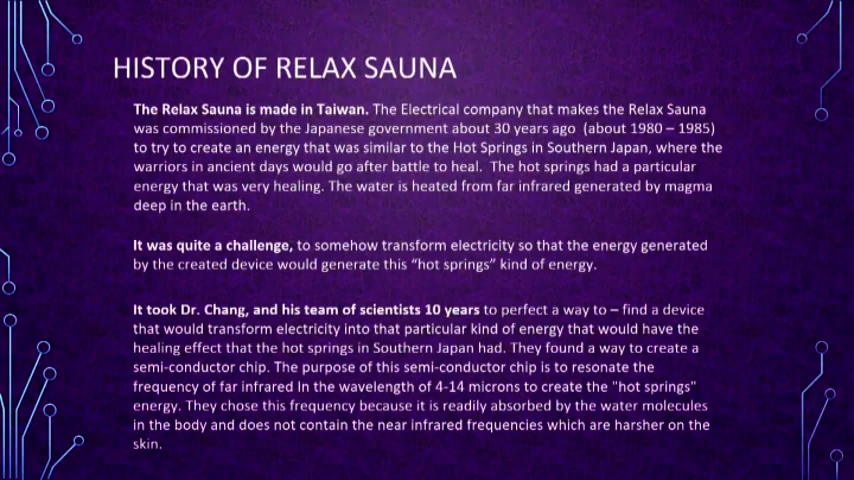 HISTORY OF RELAX SAUNA
The Relax Sauna is made in Taiwan. The Electrical company that makes the Relax Sauna
was commissioned by the Japanese government about 30 years ago (about 1980 – 1985)
to try to create an energy that was similar to the Hot Springs in Southern Japan, where the
warriors in ancient days would go after battle to heal. The hot springs had a particular
energy that was very healing. The water is heated from far infrared generated by magma
deep in the earth.
It was quite a challenge, to somehow transform electricity so that the energy generated
by the created device would generate this “hot springs” kind of energy.
It took Dr. Chang, and his team of scientists 10 years to perfect a way to – find a device
that would transform electricity into that particular kind of energy that would have the
healing effect that the hot springs in Southern Japan had. They found a way to create a
semi-conductor chip. The purpose of this semi-conductor chip is to resonate the
frequency of far infrared In the wavelength of 4-14 microns to create the "hot springs"
energy. They chose this frequency because it is readily absorbed by the water molecules
in the body and does not contain the near infrared frequencies which are harsher on the
skin.